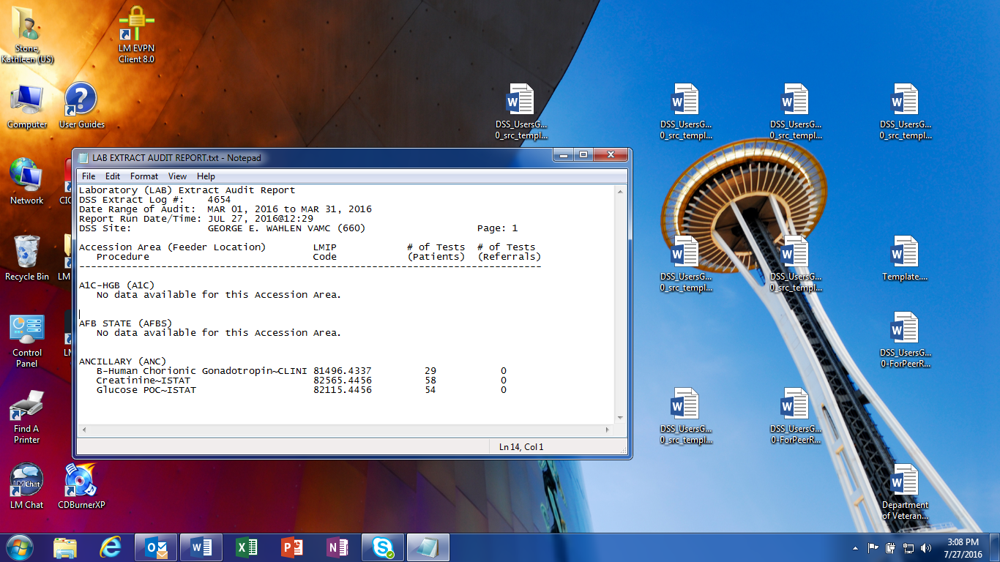 Stone,
Kathleen (US)
LM EVPN
Client 8.0
Computer
User Guides
DSS_UsersG...
0_src_templ...
DSS_UsersG...
0_src_templ...
DSS_UsersG...
0_src_templ...
DSS_UsersG...
0_src_templ...
LAB EXTRACT AUDIT REPORT.txt - Notepad
File Edit Format View Help
Laboratory (LAB) Extract Audit Report
DSS Extract Log #: 4654
Date Range of Audit: MAR 01, 2016 to MAR 31, 2016
Report Run Date/Time: JUL 27, 2016@12:29
DSS Site: GEORGE E. WAHLEN VAMC (660) Page: 1
Accession Area (Feeder Location) LMIP # of Tests # of Tests
Procedure Code (Patients) (Referrals)
-------------------------------------------------------------------------------
A1C-HGB (A1C)
No data available for this Accession Area.
AFB STATE (AFBS)
No data available for this Accession Area.
ANCILLARY (ANC)
B-Human Chorionic Gonadotropin~CLINI 81496.4337 29 0
Creatinine~ISTAT 82565.4456 58 0
Glucose POC~ISTAT 82115.4456 54 0
Ln 14, Col 1
Network
CIC
Recycle Bin
LM
Control
Panel
LM
Find A
Printer
LM Chat
CDBurnerXP
DSS_UsersG...
0_src_templ...
DSS_UsersG...
0_src_templ...
Template....
DSS_UsersG...
0-ForPeerR...
DSS_UsersG...
0_src_templ...
DSS_UsersG...
0-ForPeerR...
Department
of Veteran...
3:08 PM
7/27/2016